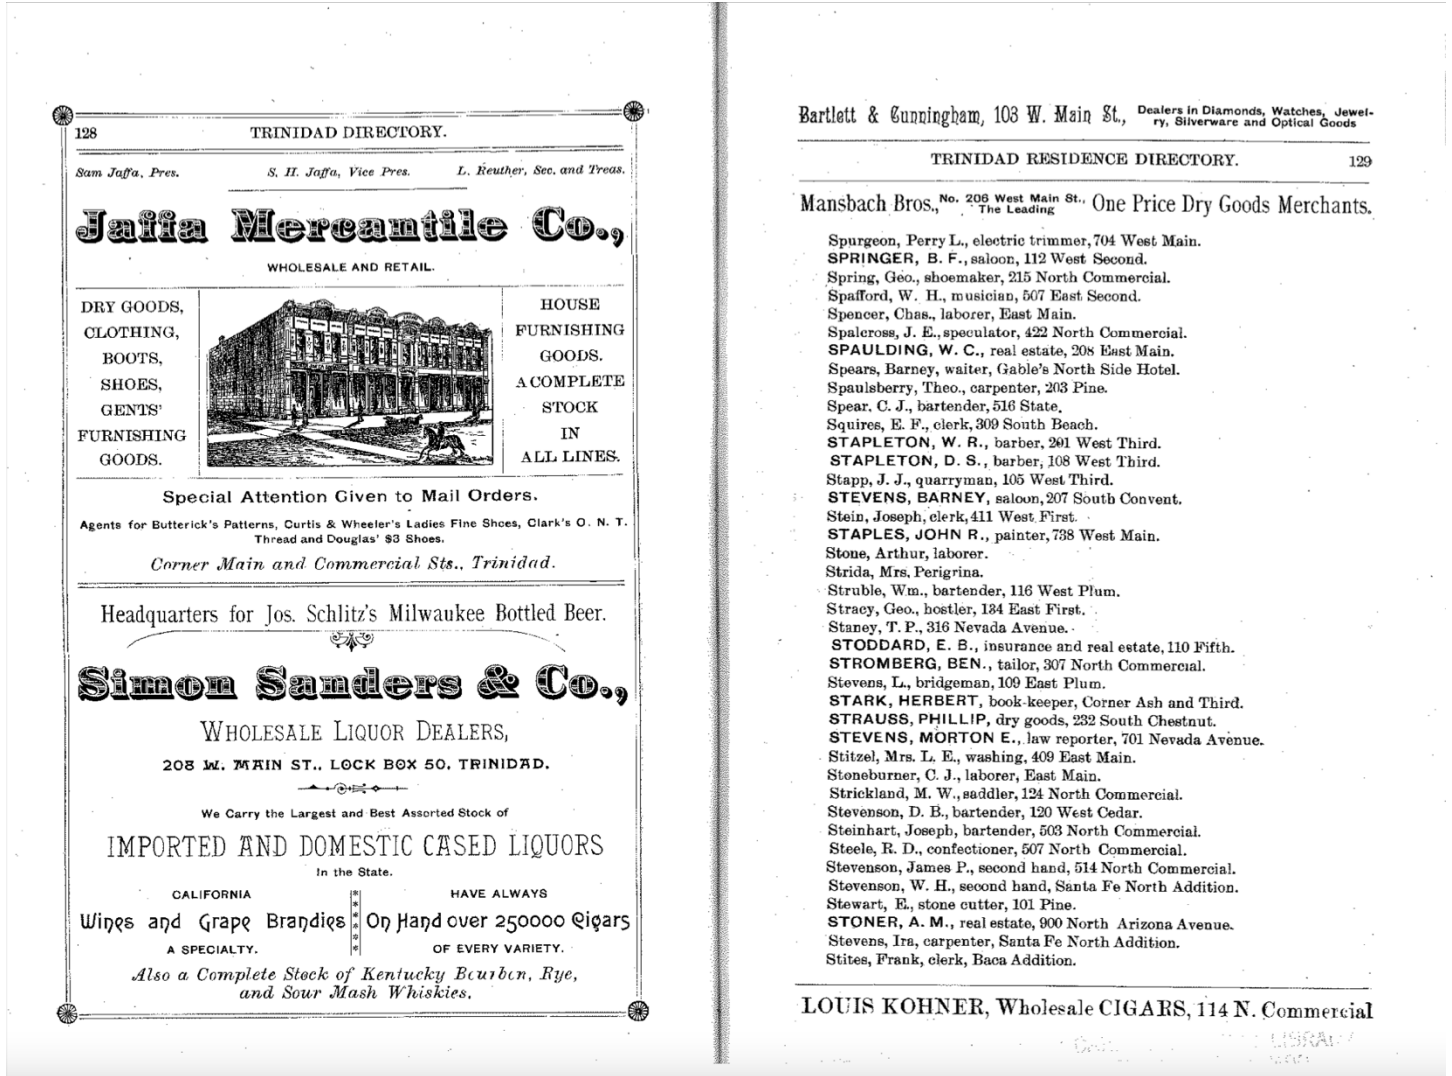 128
TRINIDAD DIRECTORY.
Sam Jaffa, Pres. S. H. Jaffa, Vice Pres. L. Reuther, Sec. and Treas.
Jaffa Mercantile Co.,
WHOLESALE AND RETAIL.
DRY GOODS,
CLOTHING,
BOOTS,
SHOES,
GENTS'
FURNISHING
GOODS.
HOUSE
FURNISHING
GOODS.
A COMPLETE
STOCK
IN
ALL LINES.
Special Attention Given to Mail Orders.
Agents for Butterick's Patterns, Curtis & Wheeler's Ladies Fine Shoes, Clark's O. N. T.
Thread and Douglas' $3 Shoes.
Corner Main and Commercial Sts., Trinidad.
Headquarters for Jos. Schlitz's Milwaukee Bottled Beer.
Simon Sanders & Co.,
WHOLESALE LIQUOR DEALERS,
208 W. MAIN ST., LOCK BOX 50, TRINIDAD.
We Carry the Largest and Best Assorted Stock of
IMPORTED AND DOMESTIC CASED LIQUORS
In the State.
CALIFORNIA
Wines and Grape Brandies
A SPECIALTY.
HAVE ALWAYS
On Hand over 250000 Cigars
OF EVERY VARIETY.
Also a Complete Stock of Kentucky Bourbon, Rye,
and Sour Mash Whiskies.
Bartlett & Cunningham, 103 W. Main St., Dealers in Diamonds, Watches, Jewel-
ry, Silverware and Optical Goods
TRINIDAD RESIDENCE DIRECTORY. 129
Mansbach Bros., No. 206 West Main St., The Leading One Price Dry Goods Merchants.
Spurgeon, Perry L., electric trimmer, 704 West Main.
SPRINGER, B. F., saloon, 112 West Second.
Spring, Geo., shoemaker, 215 North Commercial.
Spafford, W. H., musician, 507 East Second.
Spencer, Chas., laborer, East Main.
Spalcross, J. E., speculator, 422 North Commercial.
SPAULDING, W. C., real estate, 208 East Main.
Spears, Barney, waiter, Gable's North Side Hotel.
Spaulsberry, Theo., carpenter, 203 Pine.
Spear, C. J., bartender, 516 State.
Squires, E. F., clerk, 309 South Beach.
STAPLETON, W. R., barber, 201 West Third.
STAPLETON, D. S., barber, 108 West Third.
Stapp, J. J., quarryman, 105 West Third.
STEVENS, BARNEY, saloon, 207 South Convent.
Stein, Joseph, clerk, 411 West First.
STAPLES, JOHN R., painter, 738 West Main.
Stone, Arthur, laborer.
Strida, Mrs. Perigrina.
Struble, Wm., bartender, 116 West Plum.
Stracy, Geo., hostler, 134 East First.
Staney, T. P., 316 Nevada Avenue.
STODDARD, E. B., insurance and real estate, 110 Fifth.
STROMBERG, BEN., tailor, 307 North Commercial.
Stevens, L., bridgeman, 109 East Plum.
STARK, HERBERT, book-keeper, Corner Ash and Third.
STRAUSS, PHILLIP, dry goods, 232 South Chestnut.
STEVENS, MORTON E., law reporter, 701 Nevada Avenue.
Stitzel, Mrs. L. E., washing, 409 East Main.
Stoneburner, C. J., laborer, East Main.
Strickland, M. W., saddler, 124 North Commercial.
Stevenson, D. B., bartender, 120 West Cedar.
Steinhart, Joseph, bartender, 503 North Commercial.
Steele, R. D., confectioner, 507 North Commercial.
Stevenson, James P., second hand, 514 North Commercial.
Stevenson, W. H., second hand, Santa Fe North Addition.
Stewart, E., stone cutter, 101 Pine.
STONER, A. M., real estate, 900 North Arizona Avenue.
Stevens, Ira, carpenter, Santa Fe North Addition.
Stites, Frank, clerk, Baca Addition.
LOUIS KOHNER, Wholesale CIGARS, 114 N. Commercial